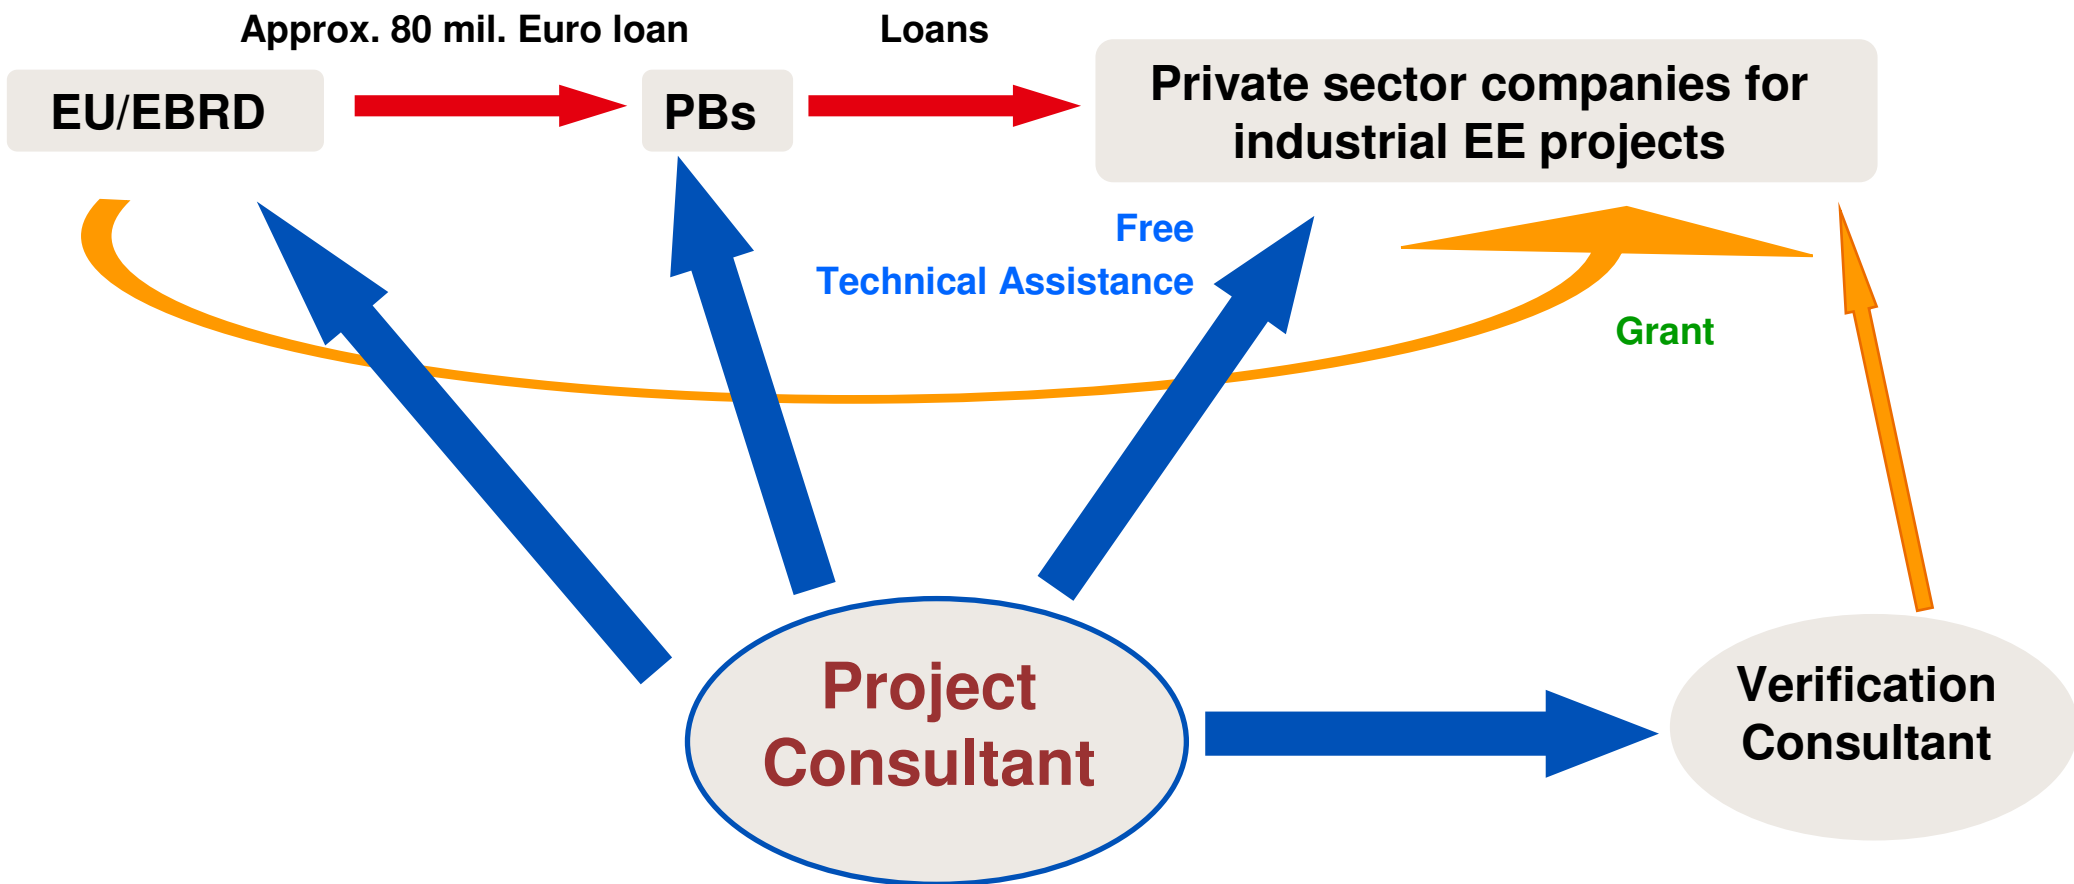 Approx. 80 mil. Euro loan
Loans
EU/EBRD
PBs
Private sector companies for
industrial EE projects
Free
Technical Assistance
Grant
Project
Consultant
Verification
Consultant